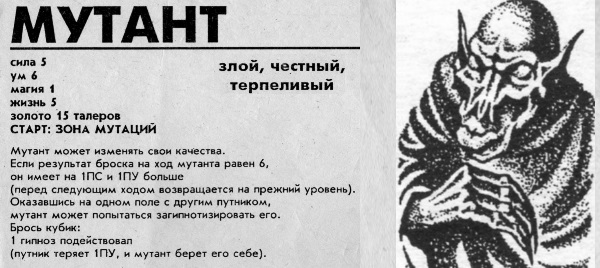 МУТАНТ
сила 5
ум 6
магия 1
жизнь 5
золото 15 талеров
СТАРТ: ЗОНА МУТАЦИЙ
злой, честный,
терпеливый
Мутант может изменять свои качества.
Если результат броска на ход мутанта равен 6,
он имеет на 1ПС и 1ПУ больше
(перед следующим ходом возвращается на прежний уровень).
Оказавшись на одном поле с другим путником,
мутант может попытаться загипнотизировать его.
Брось кубик:
1 гипноз подействовал
(путник теряет 1ПУ, и мутант берет его себе).